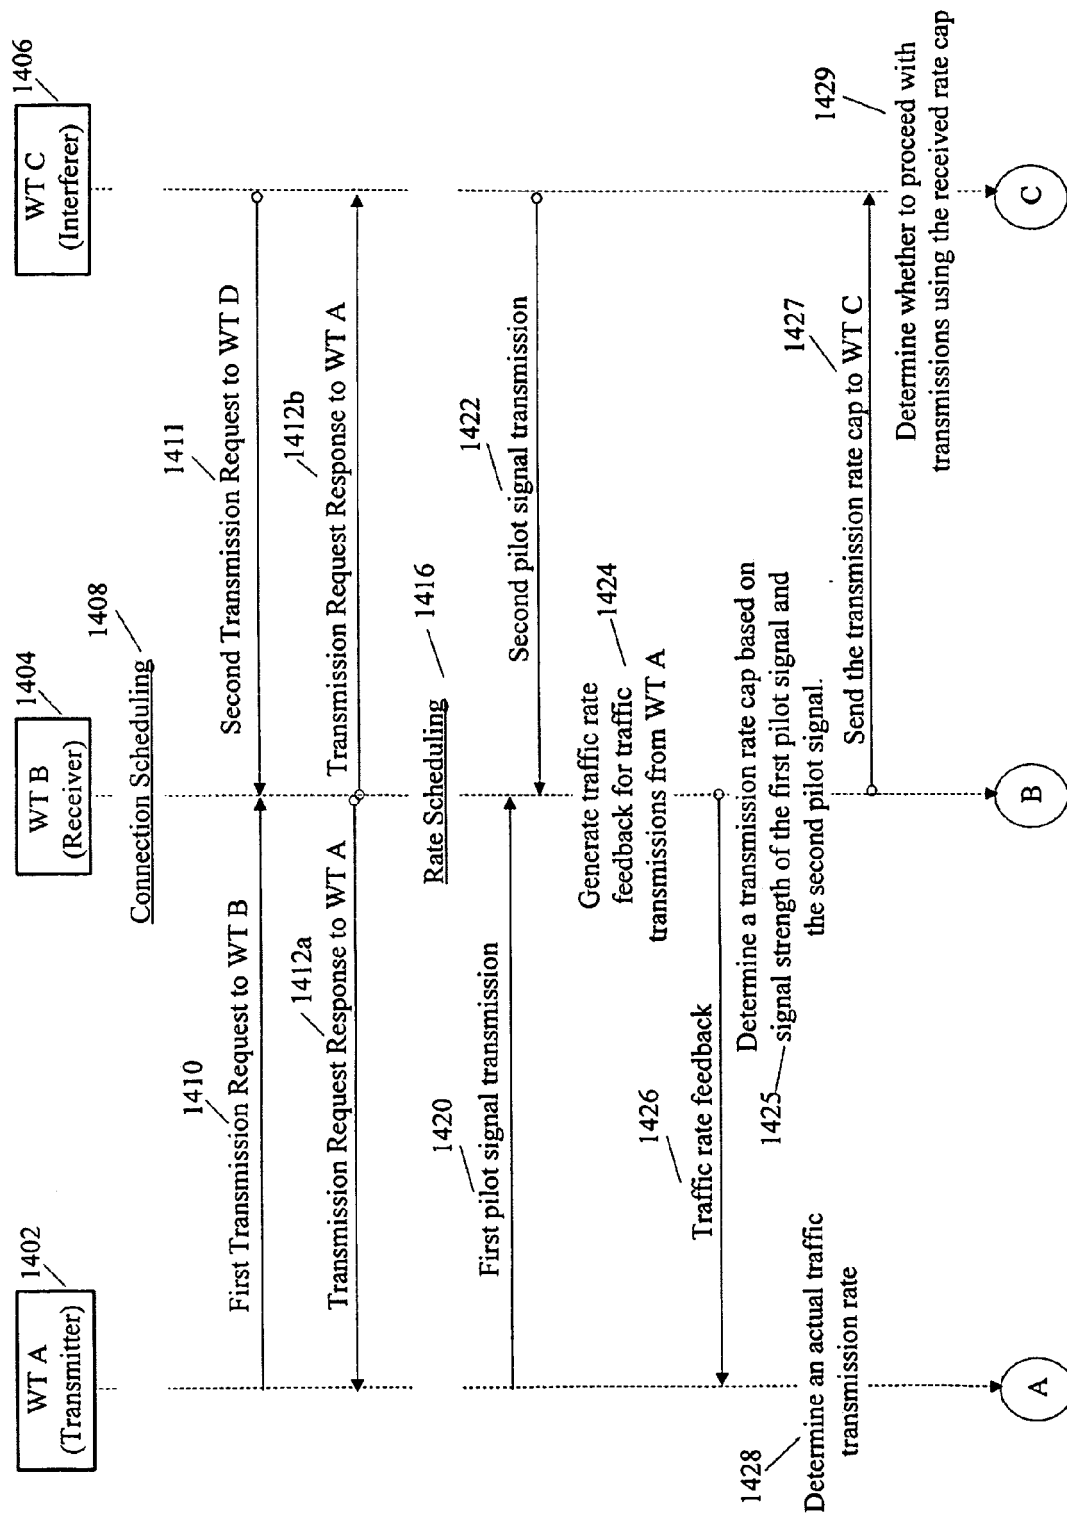 WT A
(Transmitter)
1402
WT B
(Receiver)
1404
WT C
(Interferer)
1406
Connection Scheduling
1408
1410
First Transmission Request to WT B
1411
Second Transmission Request to WT D
1412a
Transmission Request Response to WT A
1412b
Transmission Request Response to WT A
Rate Scheduling
1416
1420
First pilot signal transmission
1422
Second pilot signal transmission
Generate traffic rate
feedback for traffic
transmissions from WT A
1424
1426
Traffic rate feedback
Determine a transmission rate cap based on
signal strength of the first pilot signal and
the second pilot signal.
1425
1427
Send the transmission rate cap to WT C
1428
Determine an actual traffic
transmission rate
1429
Determine whether to proceed with
transmissions using the received rate cap
A
B
C